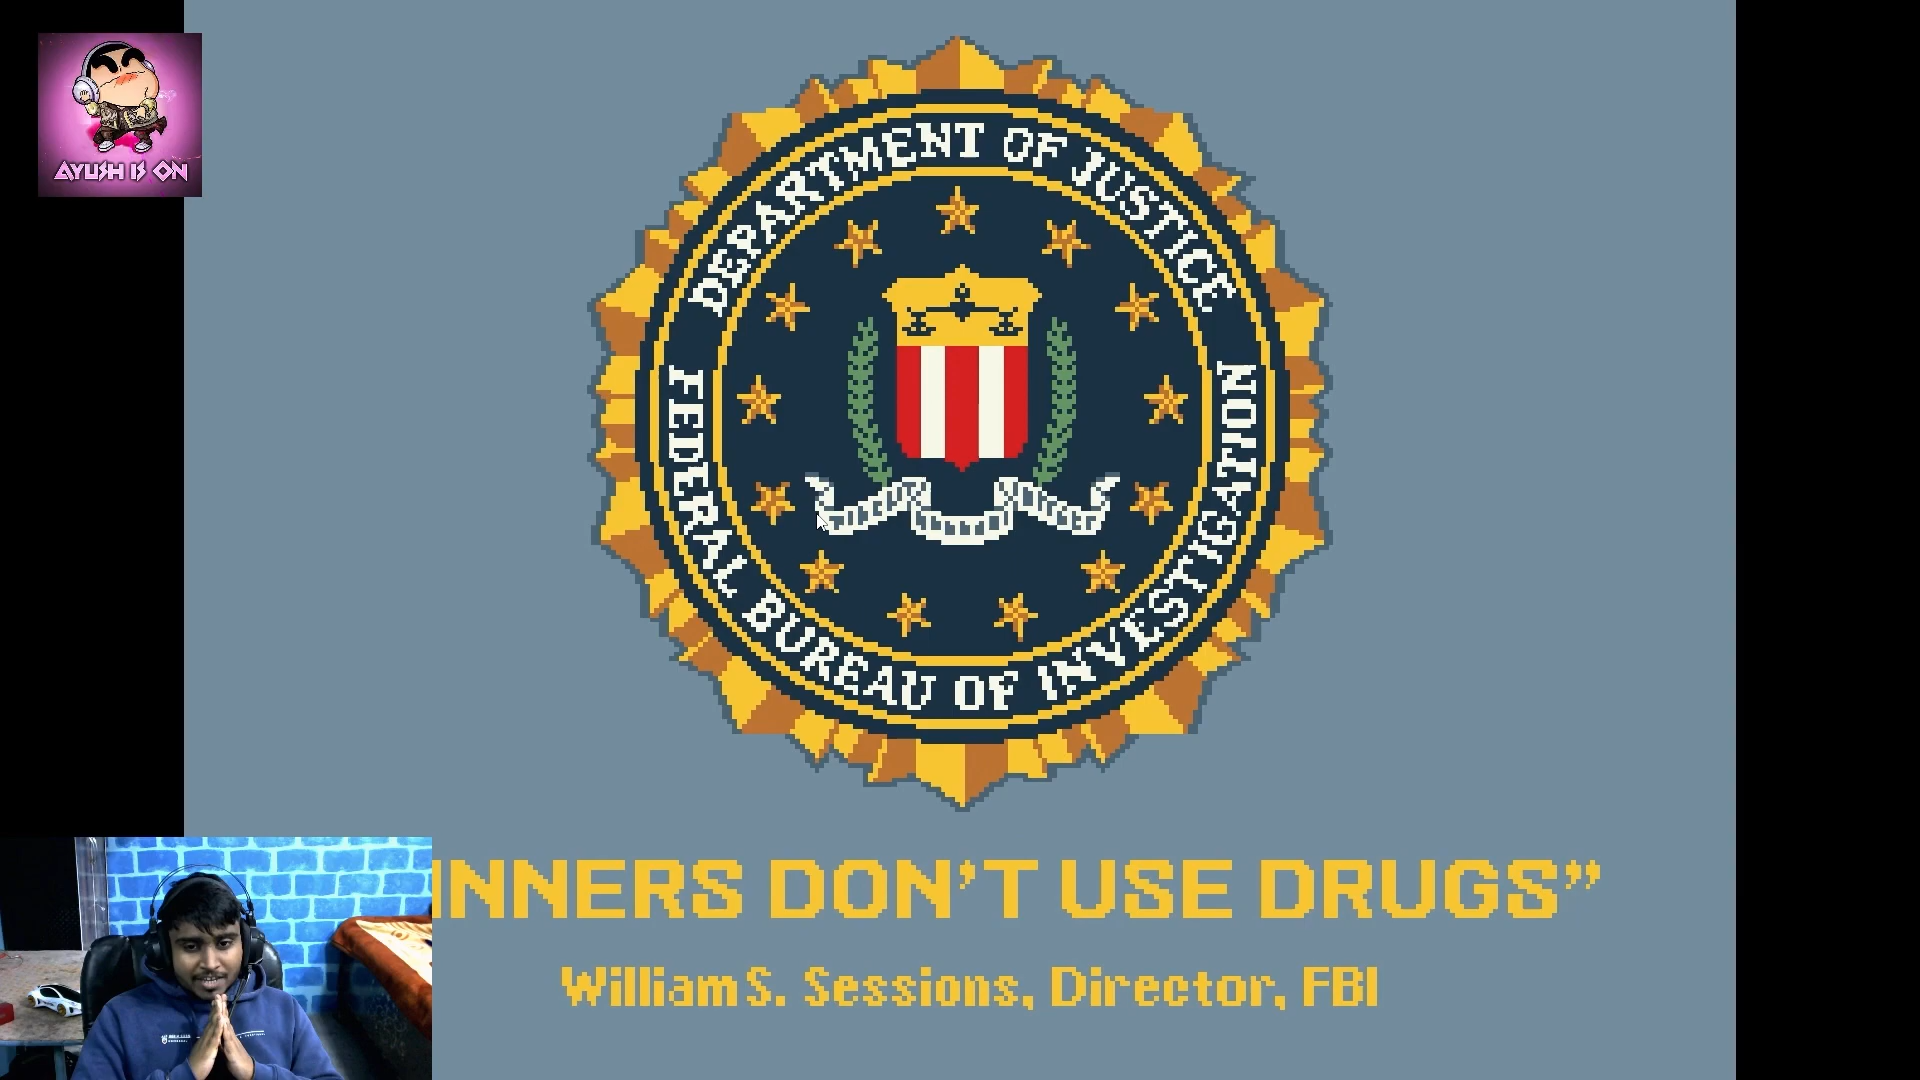 AYUSH IS ON
DEPARTMENT OF JUSTICE
FEDERAL BUREAU OF INVESTIGATION
INNERS DON'T USE DRUGS”
William S. Sessions, Director, FBI